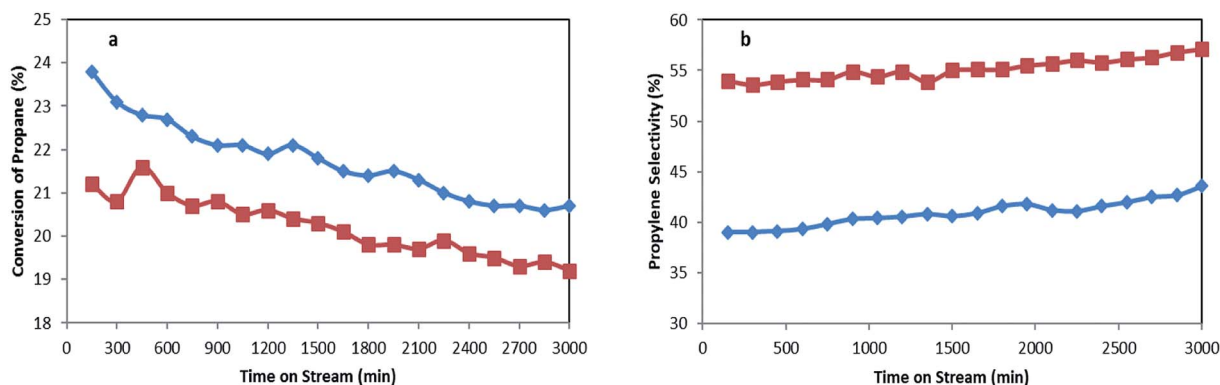 a
25
24
23
22
21
20
19
18
0 300 600 900 1200 1500 1800 2100 2400 2700 3000
Conversion of Propane (%)
Time on Stream (min)
b
60
55
50
45
40
35
30
0 500 1000 1500 2000 2500 3000
Propylene Selectivity (%)
Time on Stream (min)